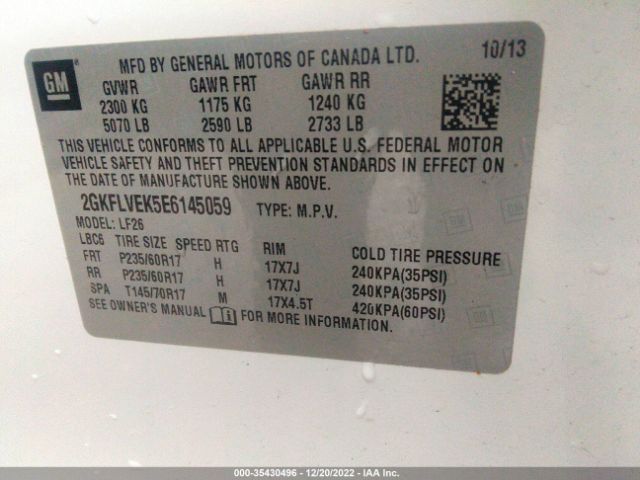 GM
MFD BY GENERAL MOTORS OF CANADA LTD. 10/13
GVWR GAWR FRT GAWR RR
2300 KG 1175 KG 1240 KG
5070 LB 2590 LB 2733 LB
THIS VEHICLE CONFORMS TO ALL APPLICABLE U.S. FEDERAL MOTOR
VEHICLE SAFETY AND THEFT PREVENTION STANDARDS IN EFFECT ON
THE DATE OF MANUFACTURE SHOWN ABOVE.
2GKFLVEK5E6145059 TYPE: M.P.V.
MODEL: LF26
LBC6 TIRE SIZE SPEED RTG RIM COLD TIRE PRESSURE
FRT P235/60R17 H 17X7J 240KPA(35PSI)
RR P235/60R17 H 17X7J 240KPA(35PSI)
SPA T145/70R17 M 17X4.5T 420KPA(60PSI)
SEE OWNER'S MANUAL FOR MORE INFORMATION.
000-35430496 - 12/20/2022 - IAA Inc.